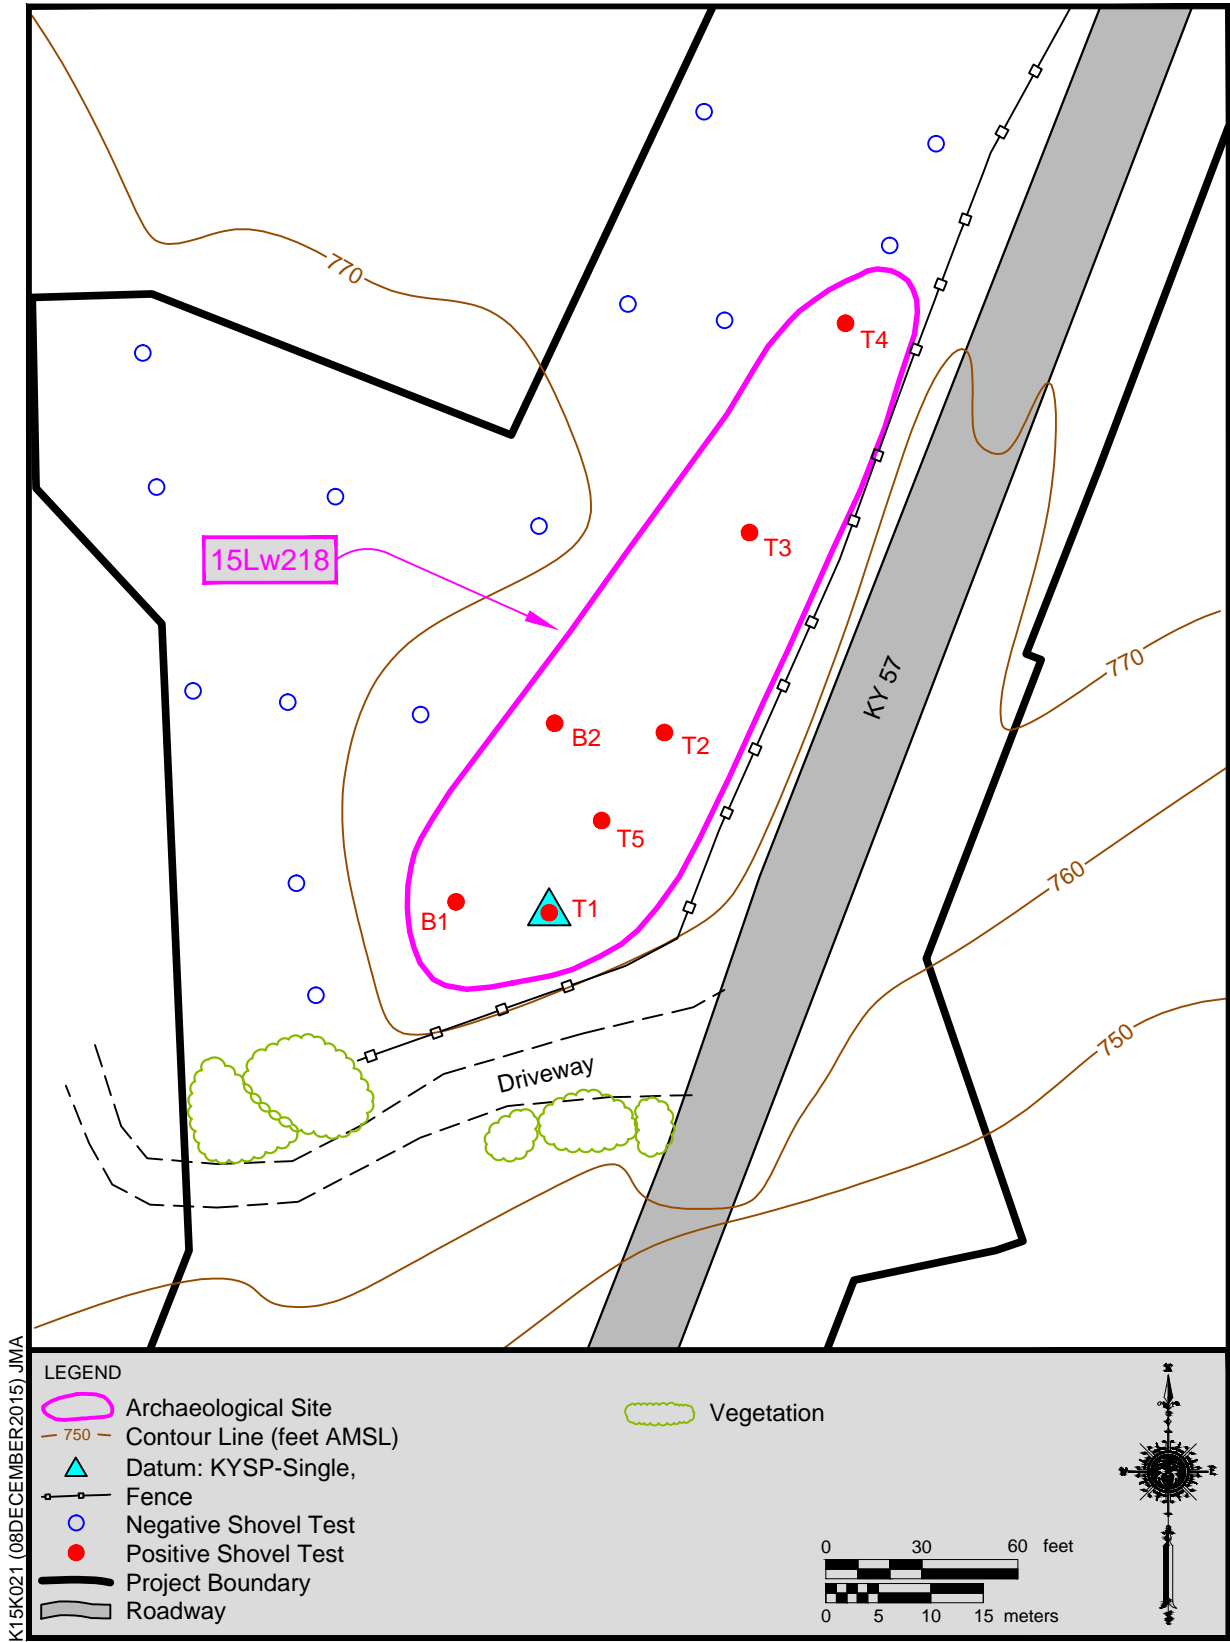 770
T4
15Lw218
T3
KY 57
770
B2
T2
T5
760
B1
T1
750
Driveway
K15K021 (08DECEMBER2015) JMA
LEGEND
Archaeological Site
750 Contour Line (feet AMSL)
Datum: KYSP-Single,
Fence
Negative Shovel Test
Positive Shovel Test
Project Boundary
Roadway
Vegetation
0 30 60 feet
0 5 10 15 meters